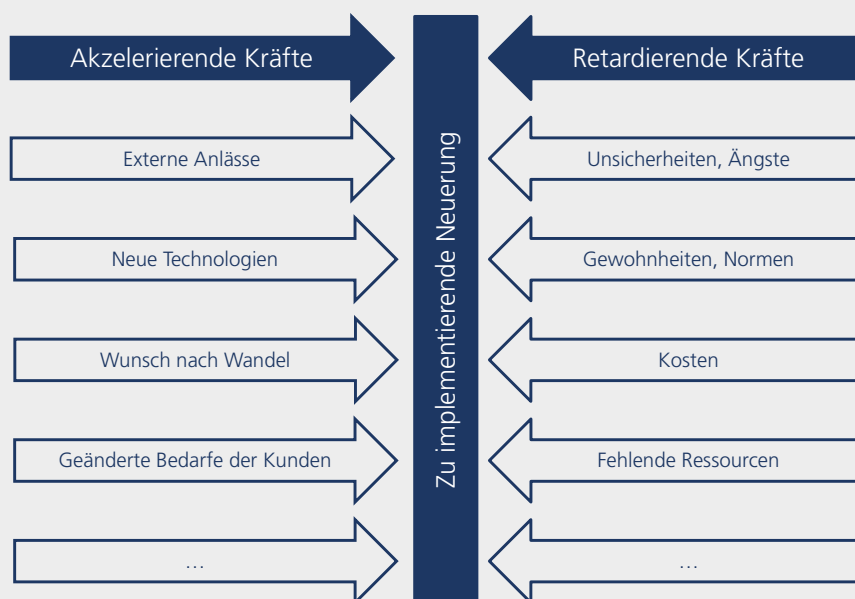 Akzelerierende Kräfte
Externe Anlässe
Neue Technologien
Wunsch nach Wandel
Geänderte Bedarfe der Kunden
...
Zu implementierende Neuerung
Retardierende Kräfte
Unsicherheiten, Ängste
Gewohnheiten, Normen
Kosten
Fehlende Ressourcen
...